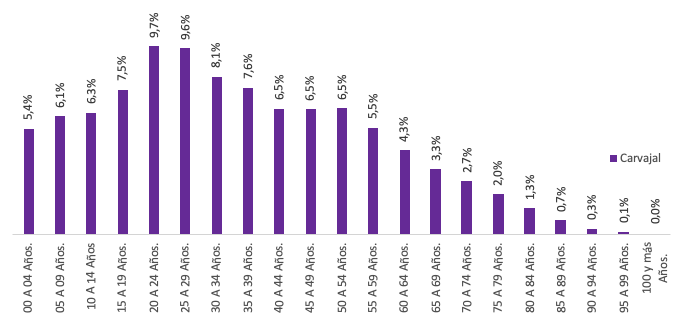 5,4%
6,1%
6,3%
7,5%
9,7%
9,6%
8,1%
7,6%
6,5%
6,5%
6,5%
5,5%
4,3%
3,3%
2,7%
2,0%
1,3%
0,7%
0,3%
0,1%
0,0%
Carvajal
00 A 04 Años.
05 A 09 Años.
10 A 14 Años
15 A 19 Años.
20 A 24 Años.
25 A 29 Años.
30 A 34 Años.
35 A 39 Años.
40 A 44 Años.
45 A 49 Años.
50 A 54 Años.
55 A 59 Años.
60 A 64 Años.
65 A 69 Años.
70 A 74 Años.
75 A 79 Años.
80 A 84 Años.
85 A 89 Años.
90 A 94 Años.
95 A 99 Años.
100 y más
Años.